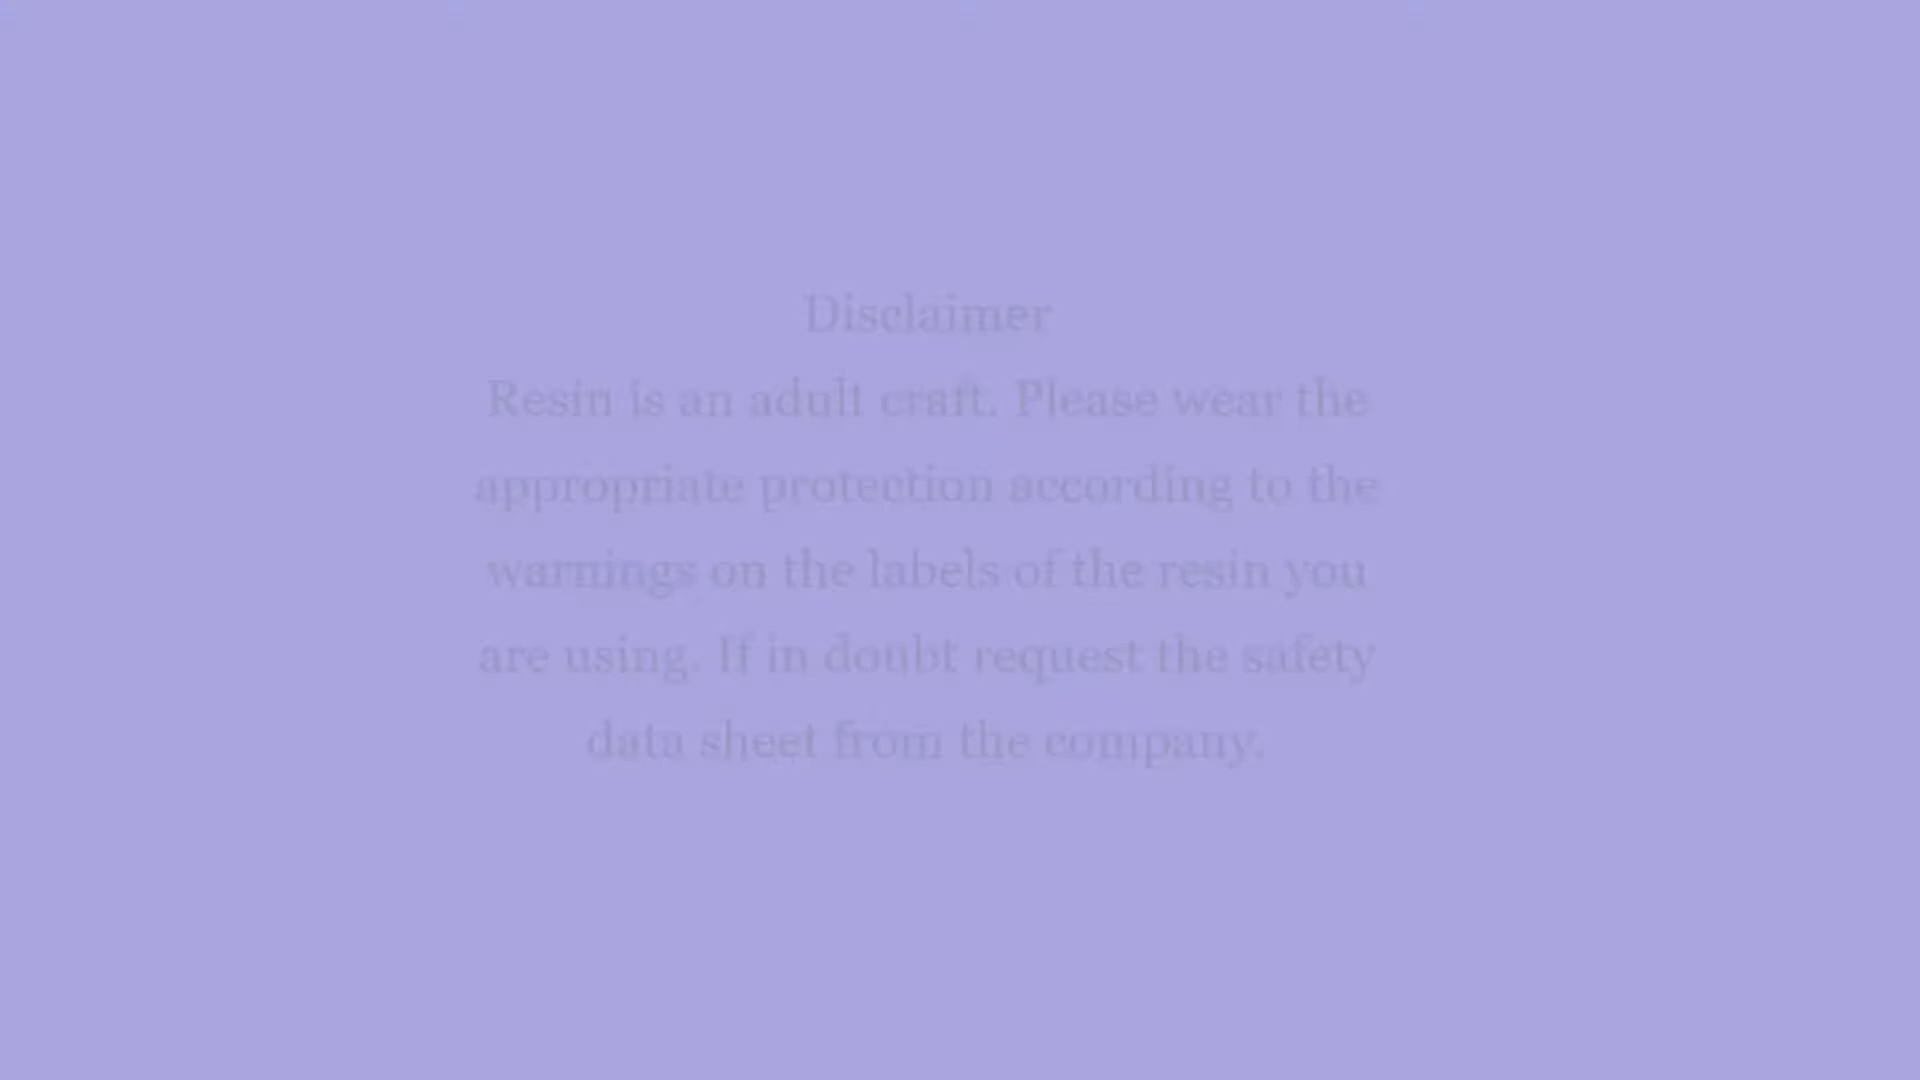 Disclaimer
Resin is an adult craft. Please wear the
appropriate protection according to the
warnings on the labels of the resin you
are using. If in doubt request the safety
data sheet from the company.